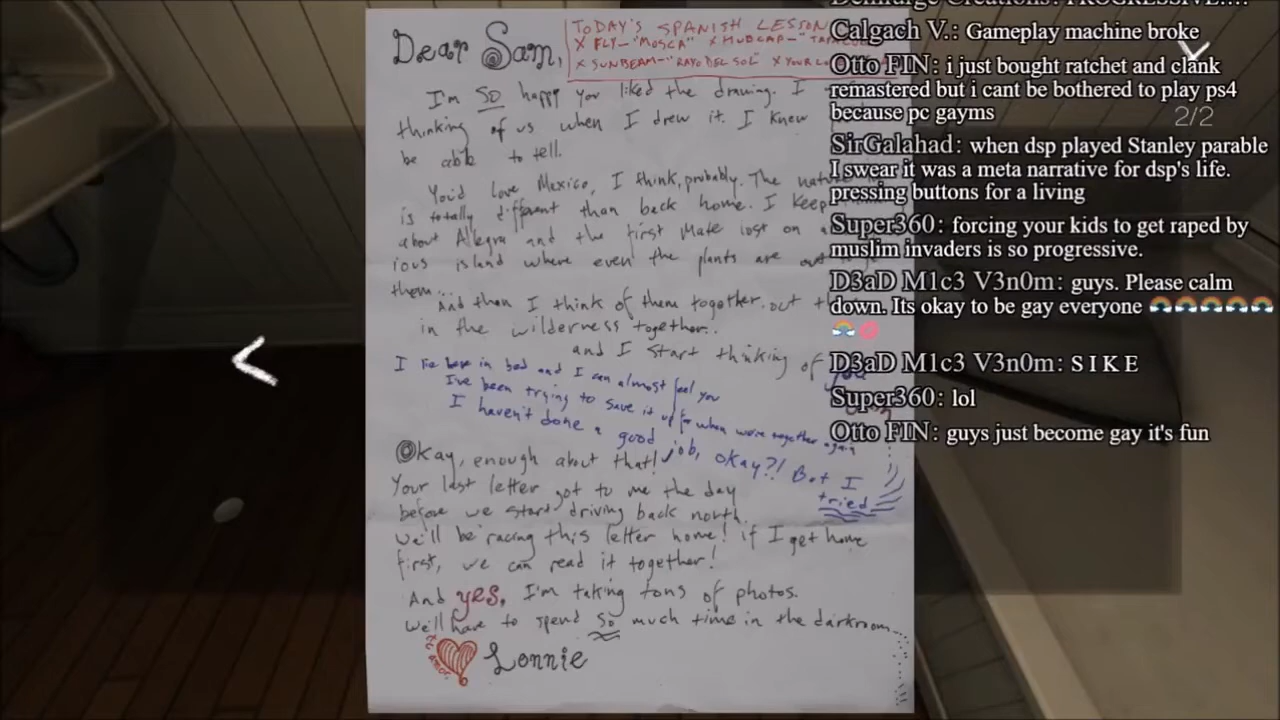 Dear Sam,
TODAY'S SPANISH LESSON
x FLY-"MOSCA" x MUDCAP-
x SUNBEAM-"RAYO DEL SOL" x YOUR
I'm SO happy you liked the drawing. I
thinking of us when I drew it. I knew
be able to tell.
You'd love Mexico, I think, probably. The nature
is totally different than back home. I keep
about Allegra and the First Mate lost on a
ious island where even the plants are out
them...
And then I think of them together. out
in the wilderness together..
and I start thinking of you
I lie here in bed and I can almost feel you
I've been trying to save it up for when we're together again
I haven't done a good job, okay?! But I
tried
Okay, enough about that!
Your last letter got to me the day
before we start driving back north.
We'll be racing this letter home! if I get home
first, we can read it together!
And yes, I'm taking tons of photos.
We'll have to spend so much time in the darkroom...
Lonnie
2/2
Calgach V.: Gameplay machine broke
Otto FIN: i just bought ratchet and clank
remastered but i cant be bothered to play ps4
because pc gayms
SirGalahad: when dsp played Stanley parable
I swear it was a meta narrative for dsp's life.
pressing buttons for a living
Super360: forcing your kids to get raped by
muslim invaders is so progressive.
D3aD M1c3 V3n0m: guys. Please calm
down. Its okay to be gay everyone 🌈🌈🌈🌈🌈
🌈
D3aD M1c3 V3n0m: S I K E
Super360: lol
Otto FIN: guys just become gay it's fun